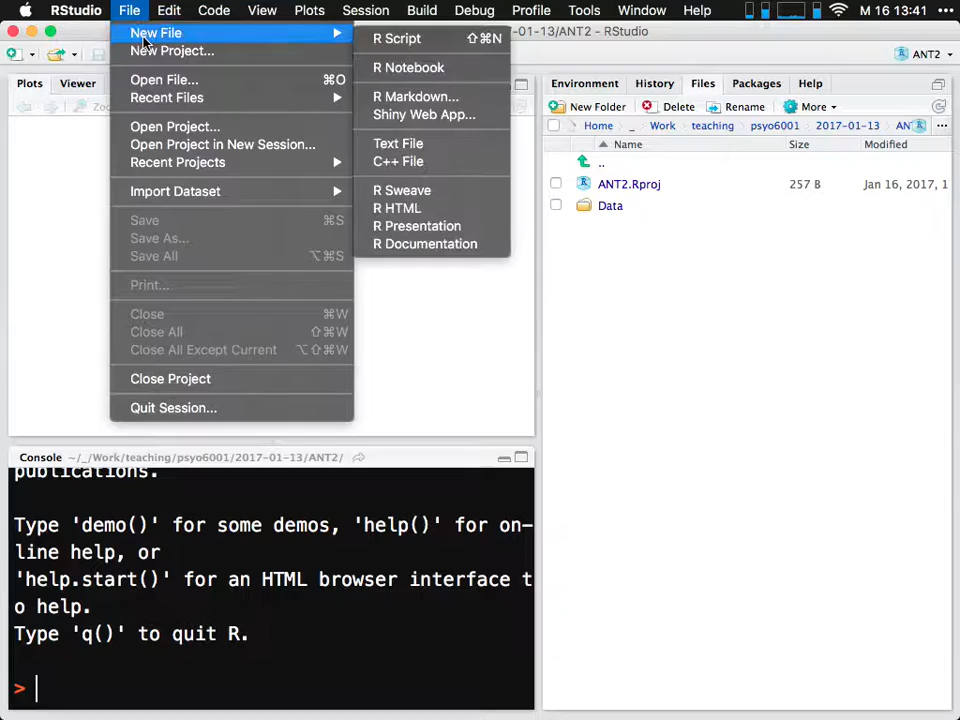 RStudio File Edit Code View Plots Session Build Debug Profile Tools Window Help M 16 13:41
-01-13/ANT2 - RStudio
ANT2
Plots Viewer
Zoo
New File
New Project...
Open File... ⌘O
Recent Files
Open Project...
Open Project in New Session...
Recent Projects
Import Dataset
Save ⌘S
Save As...
Save All ⌥⌘S
Print...
Close ⌘W
Close All ⇧⌘W
Close All Except Current ⌥⇧⌘W
Close Project
Quit Session...
R Script ⇧⌘N
R Notebook
R Markdown...
Shiny Web App...
Text File
C++ File
R Sweave
R HTML
R Presentation
R Documentation
Environment History Files Packages Help
New Folder Delete Rename More
Home _ Work teaching psyo6001 2017-01-13 AN ...
Name Size Modified
..
ANT2.Rproj 257 B Jan 16, 2017, 1
Data
Console ~/_/Work/teaching/psyo6001/2017-01-13/ANT2/
publications.
Type 'demo()' for some demos, 'help()' for on-
line help, or
'help.start()' for an HTML browser interface t
o help.
Type 'q()' to quit R.
>